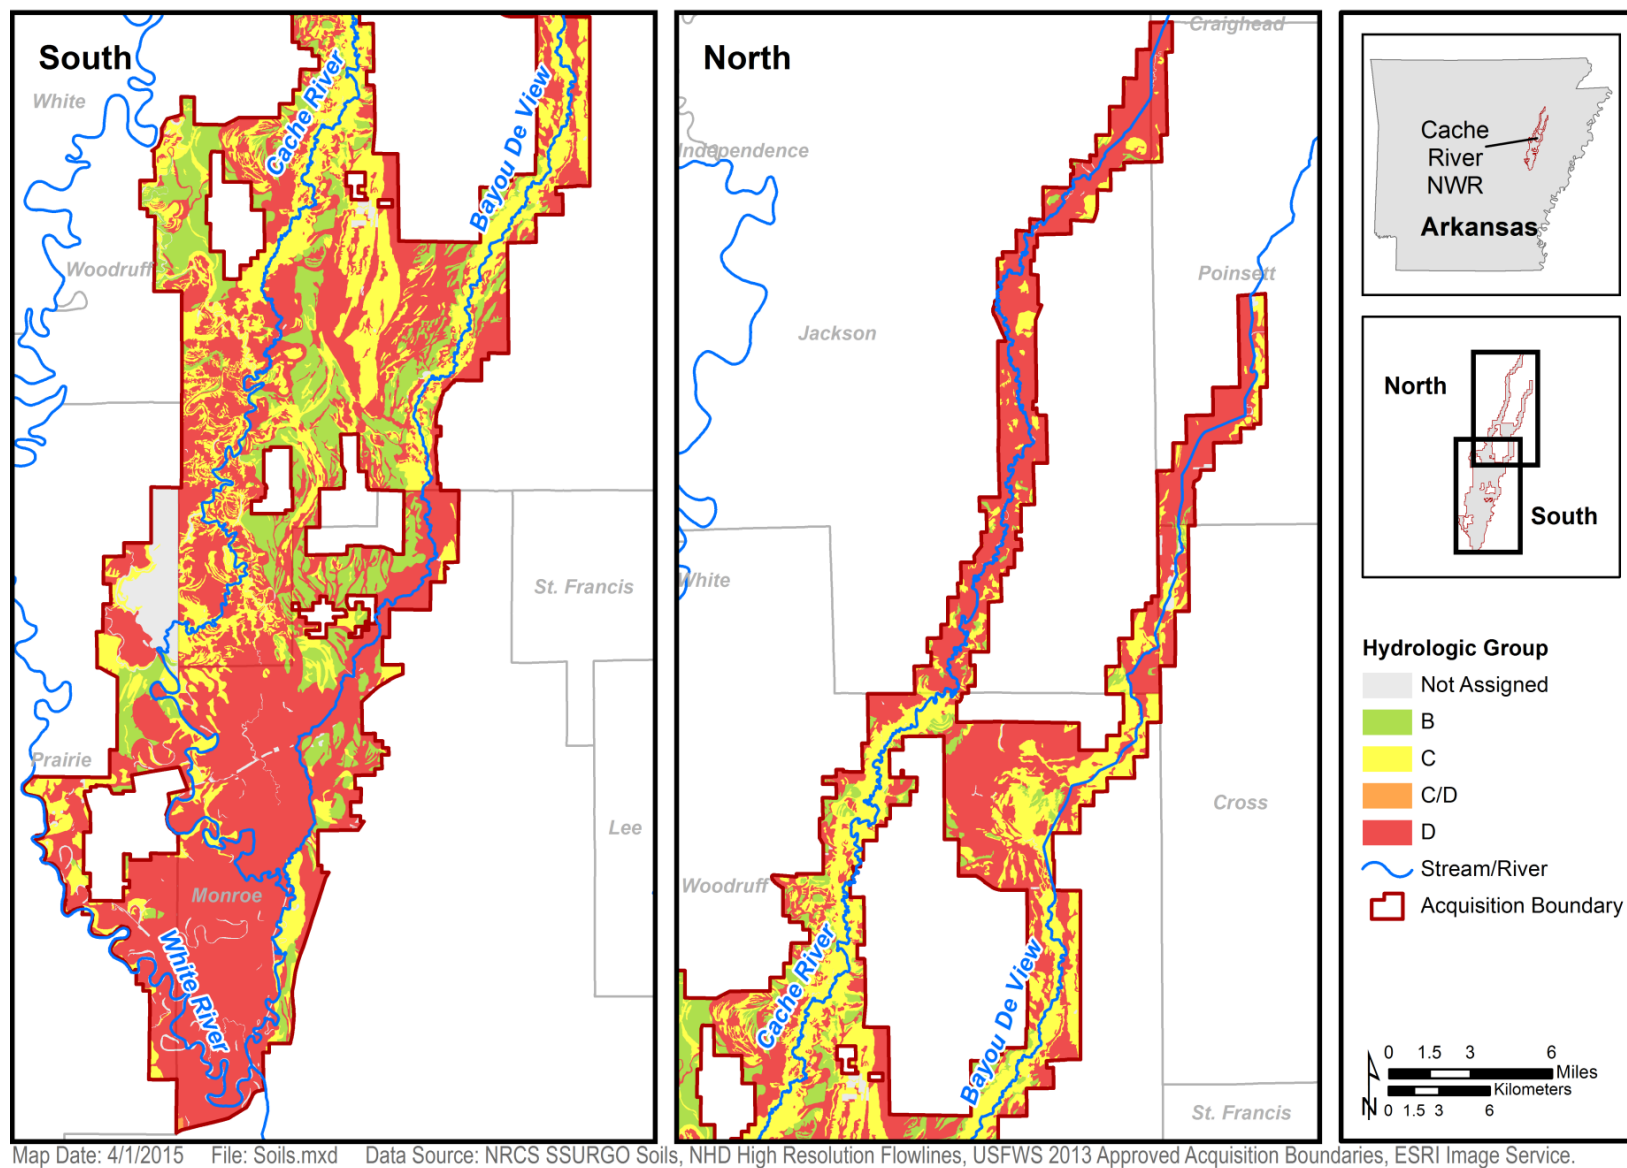 South
White
Cache River
Bayou De View
Woodruff
St. Francis
Prairie
Lee
Monroe
White River
North
Craighead
Independence
Poinsett
Jackson
White
Cross
Woodruff
Cache River
Bayou De View
St. Francis
Cache
River
NWR
Arkansas
North
South
Hydrologic Group
Not Assigned
B
C
C/D
D
Stream/River
Acquisition Boundary
N
0 1.5 3 6
Miles
Kilometers
0 1.5 3 6
Map Date: 4/1/2015 File: Soils.mxd Data Source: NRCS SSURGO Soils, NHD High Resolution Flowlines, USFWS 2013 Approved Acquisition Boundaries, ESRI Image Service.